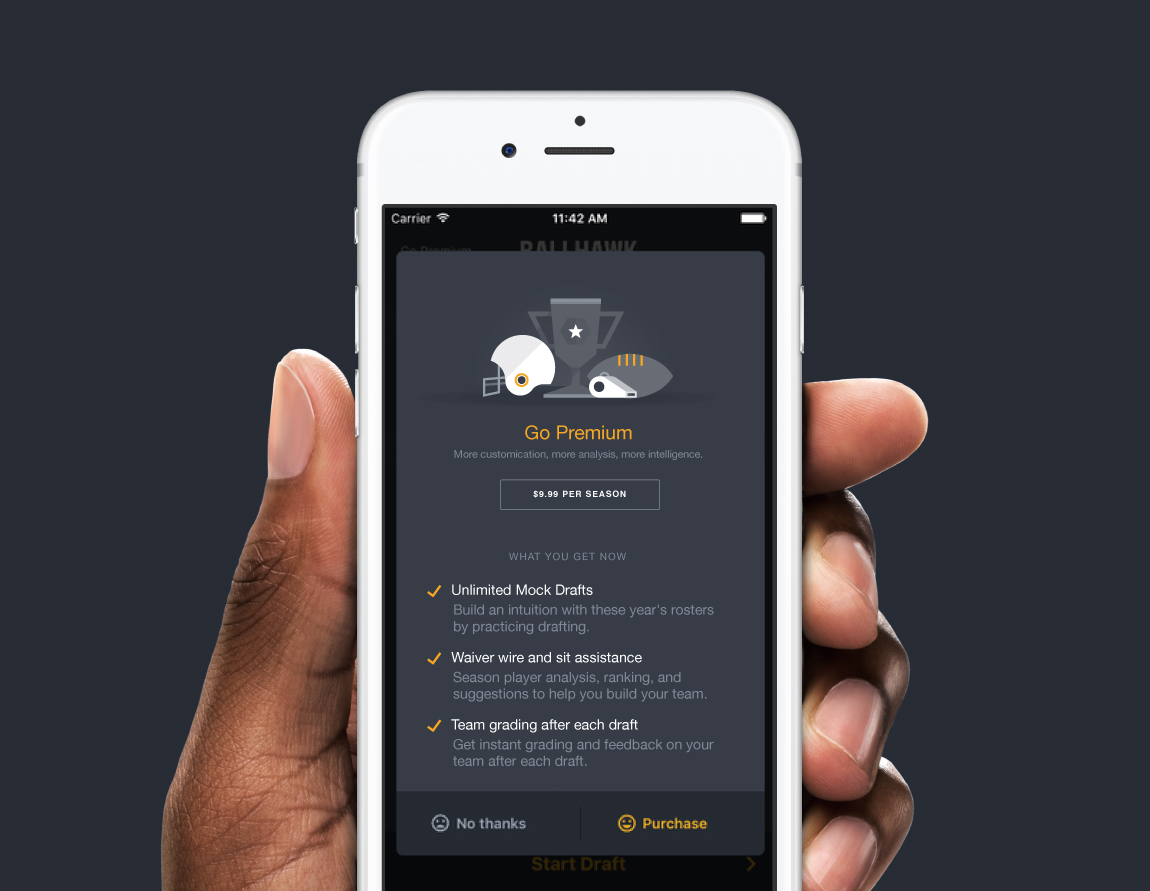 Carrier 11:42 AM
Go Premium BALLHAWK
Go Premium
More customication, more analysis, more intelligence.
$9.99 PER SEASON
WHAT YOU GET NOW
Unlimited Mock Drafts
Build an intuition with these year's rosters
by practicing drafting.
Waiver wire and sit assistance
Season player analysis, ranking, and
suggestions to help you build your team.
Team grading after each draft
Get instant grading and feedback on your
team after each draft.
No thanks Purchase
Start Draft